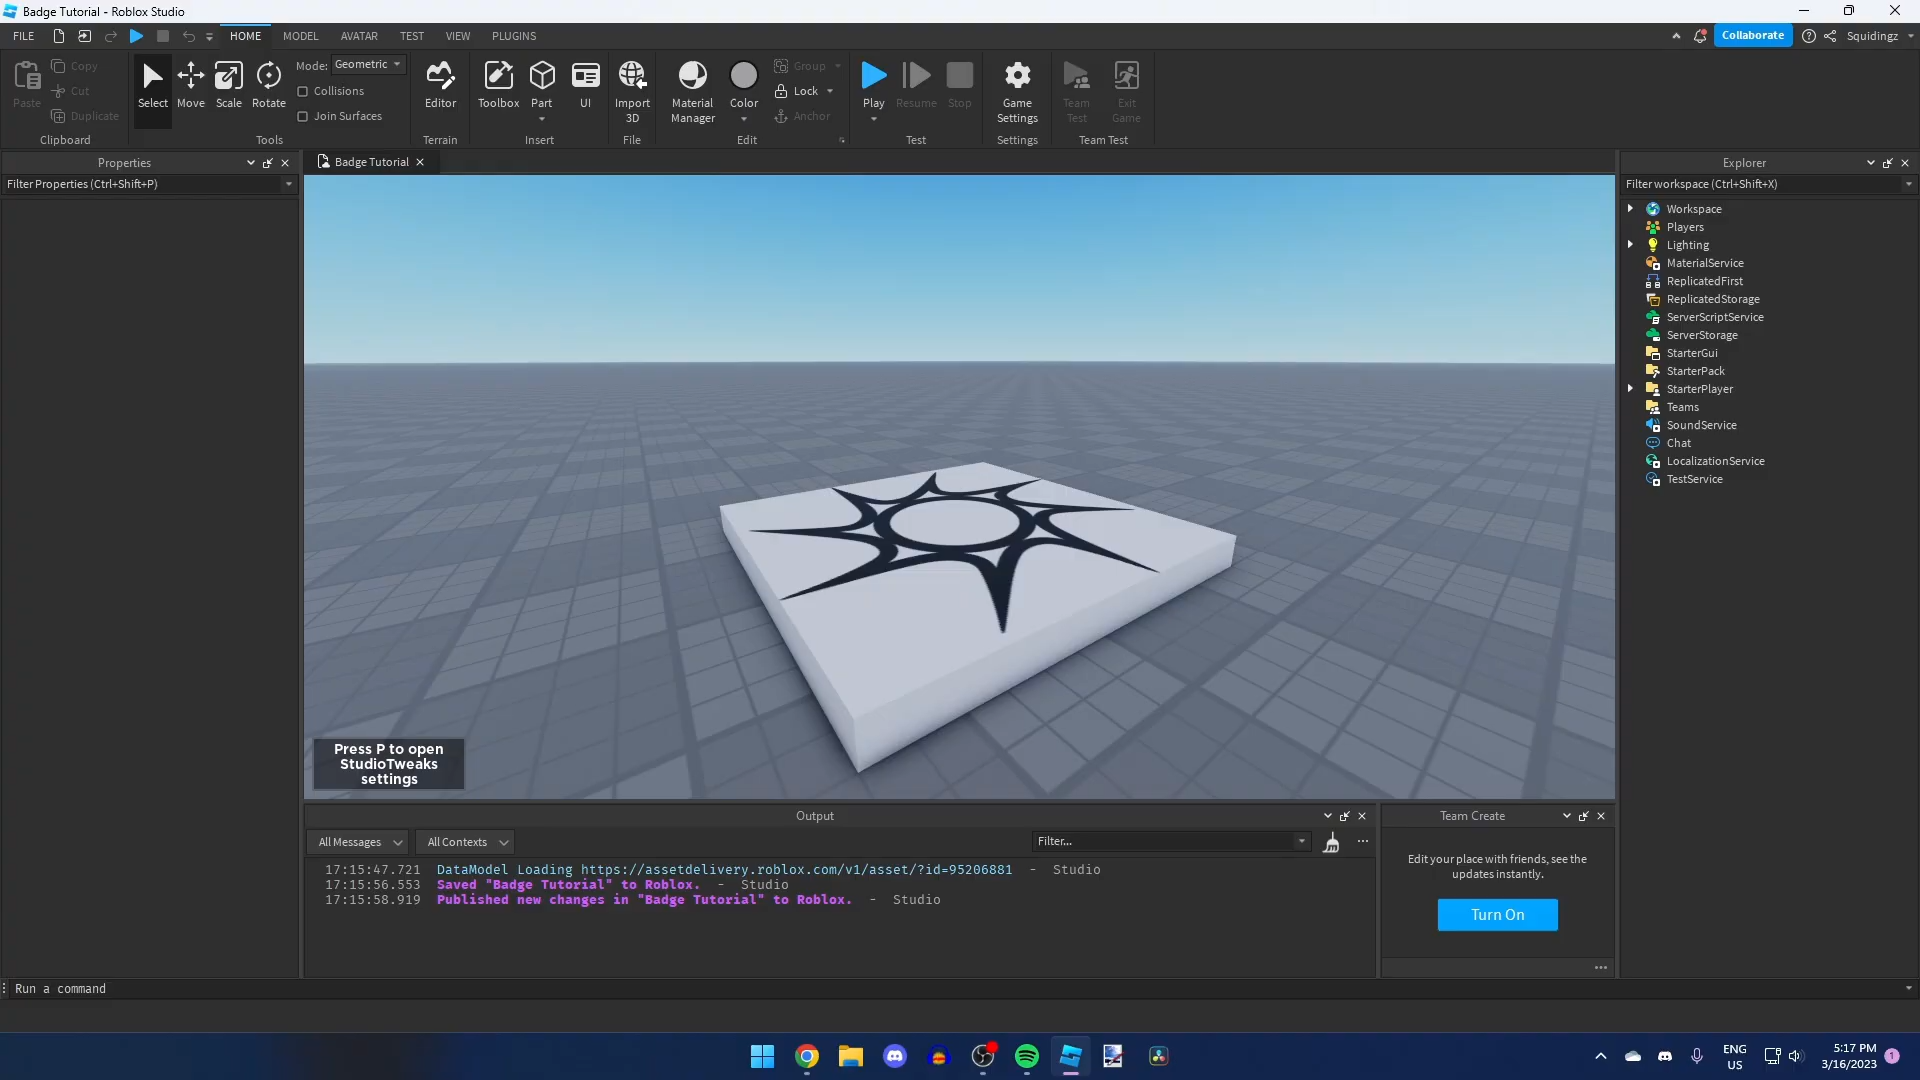 Badge Tutorial - Roblox Studio
FILE HOME MODEL AVATAR TEST VIEW PLUGINS Collaborate Squidingz
Paste Copy Cut Duplicate
Clipboard
Select Move Scale Rotate
Mode: Geometric
Collisions
Join Surfaces
Tools
Editor
Terrain
Toolbox Part UI
Insert
Import 3D
File
Material Manager Color
Group
Lock
Anchor
Edit
Play Resume Stop
Test
Game Settings
Settings
Team Test Exit Game
Team Test
Properties
Filter Properties (Ctrl+Shift+P)
Badge Tutorial
Press P to open
StudioTweaks
settings
Explorer
Filter workspace (Ctrl+Shift+X)
Workspace
Players
Lighting
MaterialService
ReplicatedFirst
ReplicatedStorage
ServerScriptService
ServerStorage
StarterGui
StarterPack
StarterPlayer
Teams
SoundService
Chat
LocalizationService
TestService
Output
All Messages All Contexts Filter...
17:15:47.721 DataModel Loading https://assetdelivery.roblox.com/v1/asset/?id=95206881 - Studio
17:15:56.553 Saved "Badge Tutorial" to Roblox. - Studio
17:15:58.919 Published new changes in "Badge Tutorial" to Roblox. - Studio
Team Create
Edit your place with friends, see the
updates instantly.
Turn On
Run a command
ENG
US
5:17 PM
3/16/2023
1